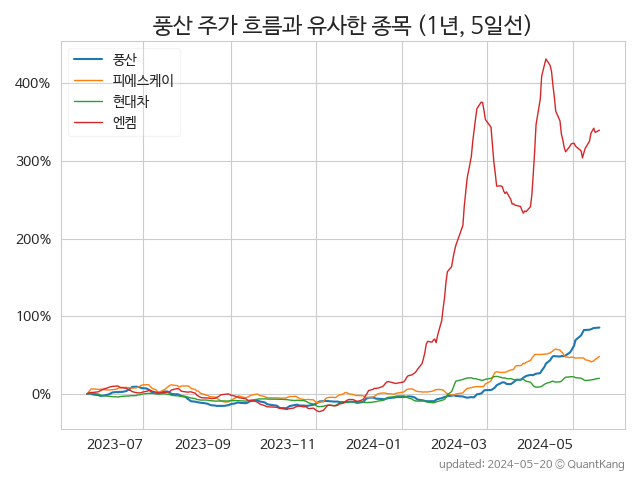 풍산 주가 흐름과 유사한 종목 (1년, 5일선)
풍산
피에스케이
현대차
엔켐
400%
300%
200%
100%
0%
2023-07 2023-09 2023-11 2024-01 2024-03 2024-05
updated: 2024-05-20 © QuantKang